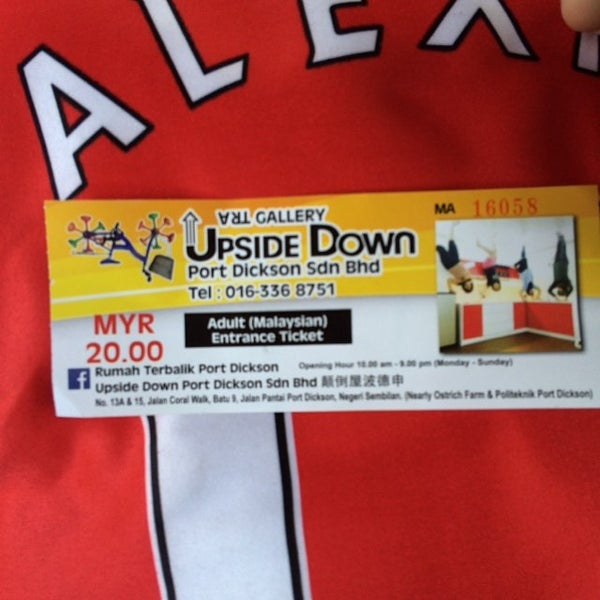 ALEX
ART GALLERY
UPSIDE DOWN
Port Dickson Sdn Bhd
Tel : 016-336 8751
MA 16058
MYR
20.00
Adult (Malaysian)
Entrance Ticket
f
Rumah Terbalik Port Dickson
Opening Hour 10.00 am - 9.00 pm (Monday - Sunday)
Upside Down Port Dickson Sdn Bhd 顛倒屋波德申
No. 13A & 15, Jalan Coral Walk, Batu 9, Jalan Pantai Port Dickson, Negeri Sembilan. (Nearly Ostrich Farm & Politeknik Port Dickson)